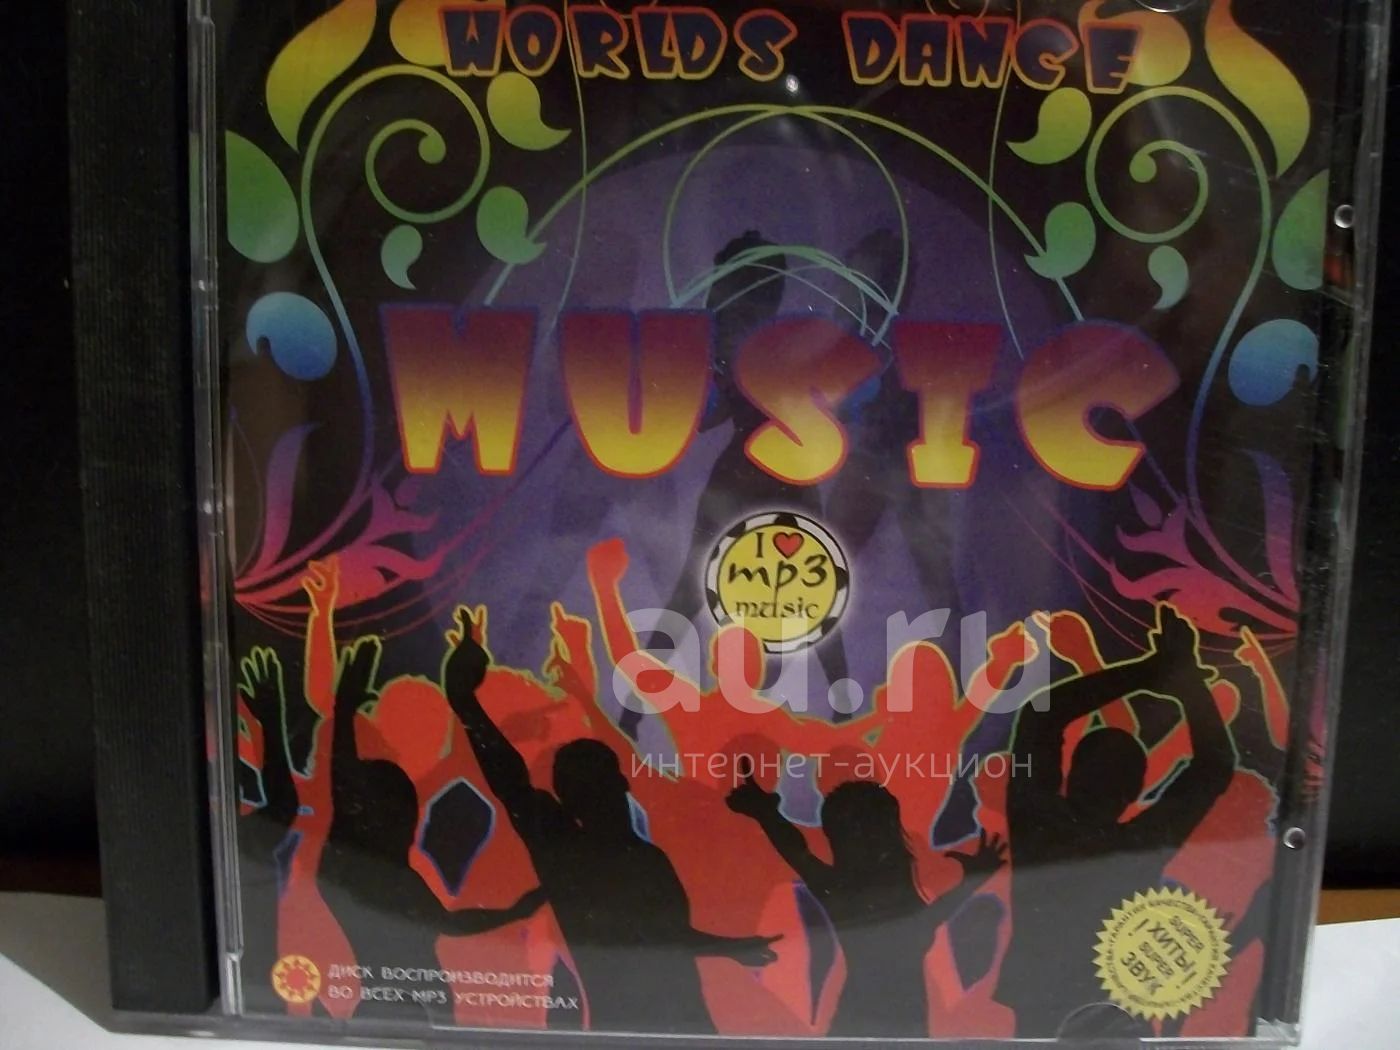 WORLDS DANCE
MUSIC
I
mp3
music
au.ru
интернет-аукцион
ДИСК ВОСПРОИЗВОДИТСЯ
ВО ВСЕХ MP3 УСТРОЙСТВАХ
SUPER
ХИТЫ
SUPER
ЗВУК